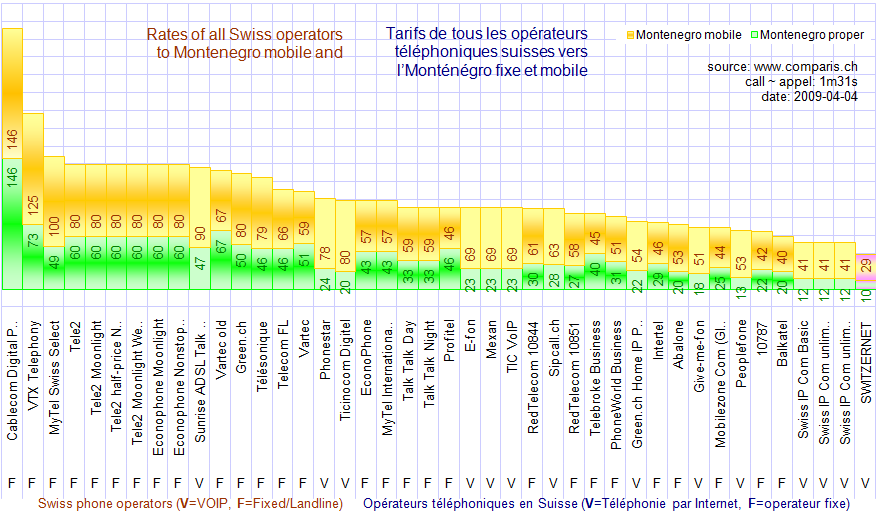 Rates of all Swiss operators
to Montenegro mobile and
Tarifs de tous les opérateurs
téléphoniques suisses vers
l'Monténégro fixe et mobile
Montenegro mobile
Montenegro proper
source: www.comparis.ch
call ~ appel: 1m31s
date: 2009-04-04
146 125 100 80 80 80 80 80 80 90 67 80 79 66 59 78 80 57 57 59 59 46 69 69 69 61 63 58 45 51 54 46 53 51 44 53 42 40 41 41 41 29
146 73 49 60 60 60 60 60 60 47 67 50 46 46 51 24 20 43 43 33 33 46 23 23 23 33 28 27 40 31 22 29 20 18 25 13 22 20 12 12 12 10
Cablecom Digital P...
VTX Telephony
MyTel Swiss Select
Tele2
Tele2 Moonlight
Tele2 half-price N...
Tele2 Moonlight We...
Econophone Moonlight
Econophone Nonstop...
Sunrise ADSL Talk ...
Vartec old
Green.ch
Télésonique
Telecom FL
Vartec
Phonestar
Ticinocom Digitel
EconoPhone
MyTel Internationa...
Talk Talk Day
Talk Talk Night
Profitel
E-fon
Mexan
TIC VoIP
RedTelecom 10844
Sipcall.ch
RedTelecom 10851
Telebroke Business
PhoneWorld Business
Green.ch Home IP P...
Intertel
Abalone
Give-me-fon
Mobilezone Com (Gl...
Peoplefone
10787
Balkatel
Swiss IP Com Basic
Swiss IP Com unlim...
Swiss IP Com unlim...
SWITZERNET
F F F F F F F F F V F F F F F V V F F F F F V V V F V F F F V F F V F V F F V V V V
Swiss phone operators (V=VOIP, F=Fixed/Landline)
Opérateurs téléphoniques en Suisse (V=Téléphonie par Internet, F=operateur fixe)